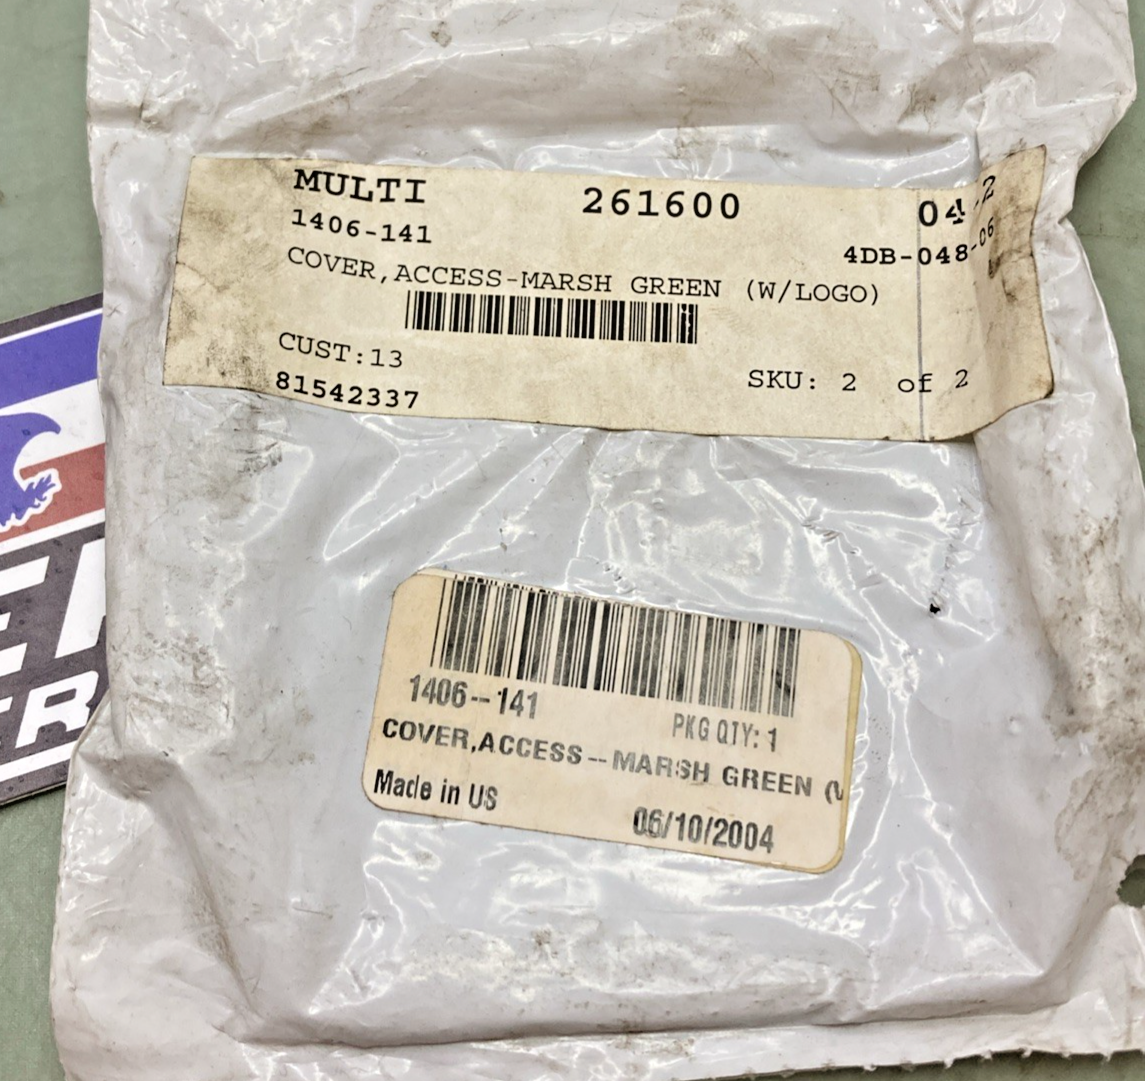 MULTI 261600 04-2
1406-141 4DB-048-06
COVER,ACCESS-MARSH GREEN (W/LOGO)
CUST:13
81542337 SKU: 2 of 2
1406--141
PKG QTY: 1
COVER,ACCESS--MARSH GREEN
Made in US
06/10/2004